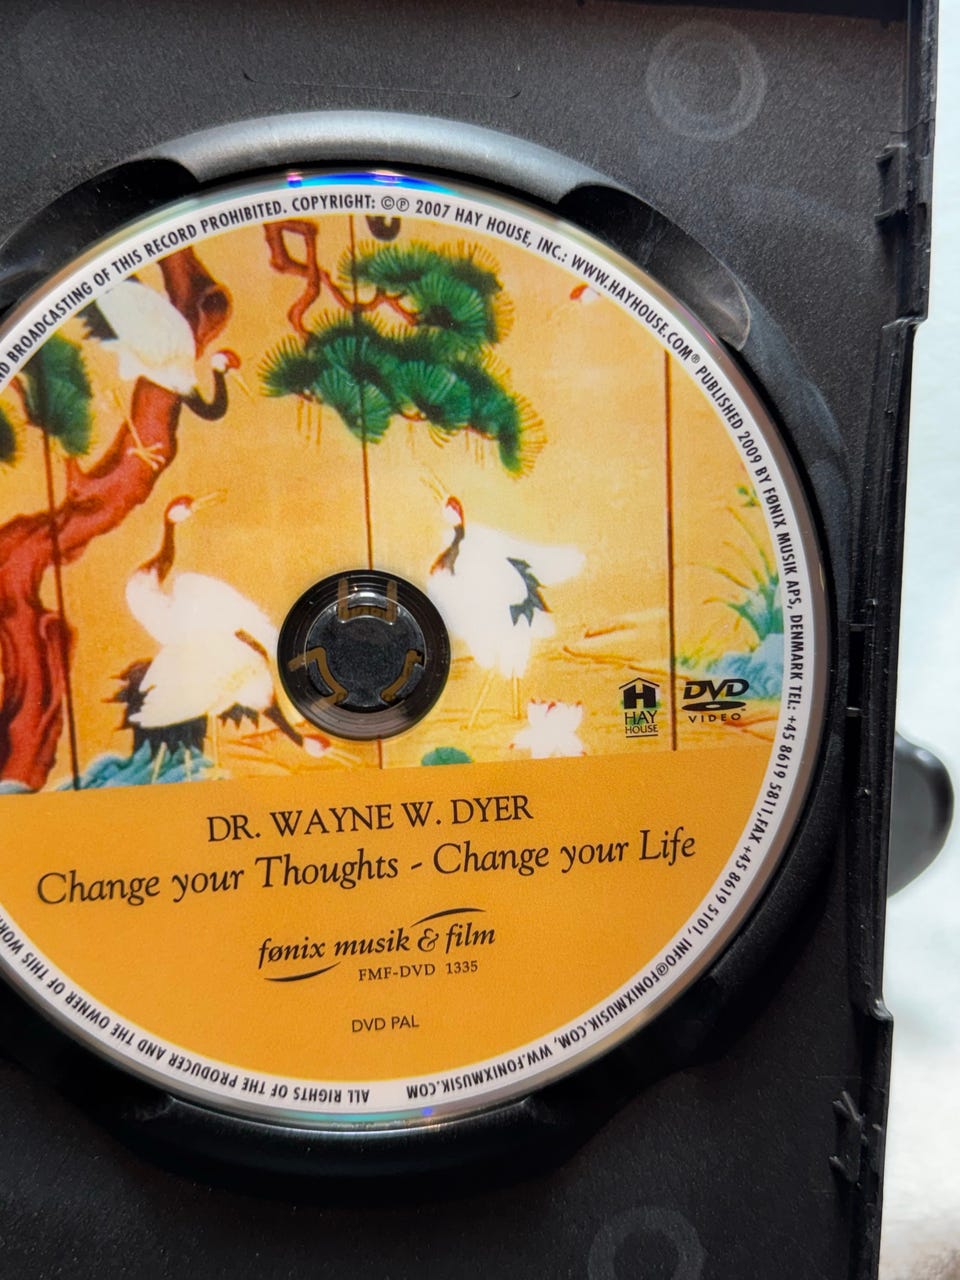 ND BROADCASTING OF THIS RECORD PROHIBITED. COPYRIGHT: ©℗ 2007 HAY HOUSE, INC.: WWW.HAYHOUSE.COM® PUBLISHED 2009 BY FØNIX MUSIK APS, DENMARK TEL: +45 8619 5811, FAX +45 8619 5101, INFO@FONIXMUSIK.COM, WW.FONIXMUSIK.COM
HAY
HOUSE
DVD
VIDEO
DR. WAYNE W. DYER
Change your Thoughts - Change your Life
fønix musik & film
FMF-DVD 1335
DVD PAL
ALL RIGHTS OF THE PRODUCER AND THE OWNER OF THIS WORK